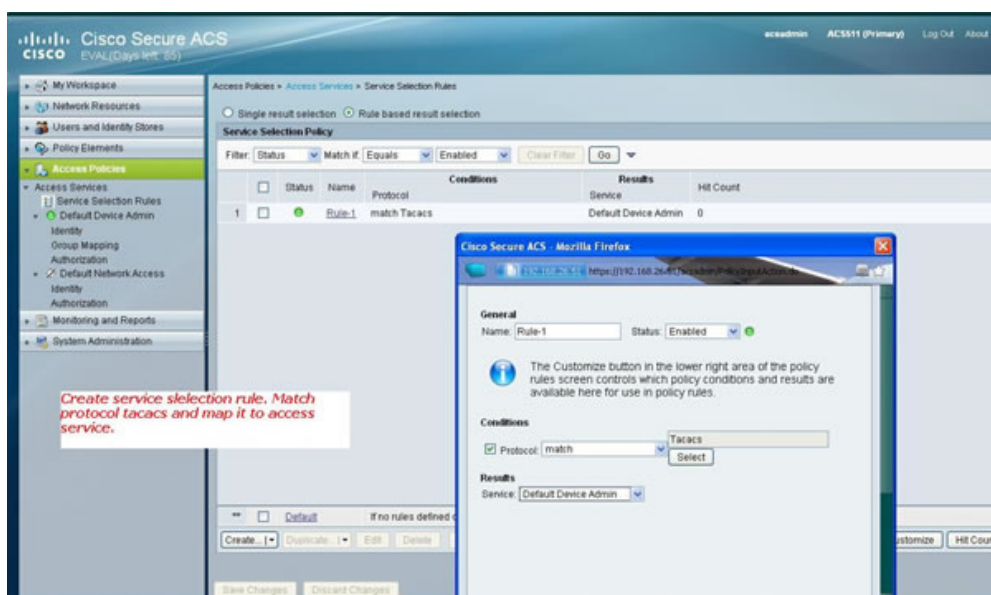 Cisco Secure ACS
CISCO EVAL(Days left: 85)
acsadmin ACS511 (Primary) Log Out About
My Workspace
Network Resources
Users and Identity Stores
Policy Elements
Access Policies
Access Services
Service Selection Rules
Default Device Admin
Identity
Group Mapping
Authorization
Default Network Access
Identity
Authorization
Monitoring and Reports
System Administration
Access Policies > Access Services > Service Selection Rules
Single result selection Rule based result selection
Service Selection Policy
Filter: Status Match if: Equals Enabled Clear Filter Go
Conditions Results
Status Name Protocol Service Hit Count
1 Rule-1 match Tacacs Default Device Admin 0
Create service slelection rule. Match
protocol tacacs and map it to access
service.
Cisco Secure ACS - Mozilla Firefox
General
Name: Rule-1 Status: Enabled
The Customize button in the lower right area of the policy
rules screen controls which policy conditions and results are
available here for use in policy rules.
Conditions
Protocol: match Tacacs
Select
Results
Service: Default Device Admin
** Default If no rules defined
Create... Duplicate... Edit Delete ustomize Hit Cou
Save Changes Discard Changes